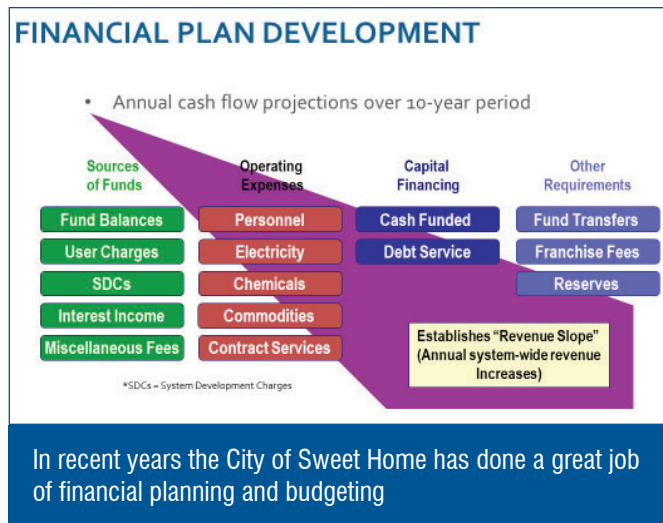 FINANCIAL PLAN DEVELOPMENT
• Annual cash flow projections over 10-year period
Sources
of Funds
Fund Balances
User Charges
SDCs
Interest Income
Miscellaneous Fees
Operating
Expenses
Personnel
Electricity
Chemicals
Commodities
Contract Services
Capital
Financing
Cash Funded
Debt Service
Other
Requirements
Fund Transfers
Franchise Fees
Reserves
Establishes “Revenue Slope”
(Annual system-wide revenue
Increases)
*SDCs = System Development Charges
In recent years the City of Sweet Home has done a great job
of financial planning and budgeting